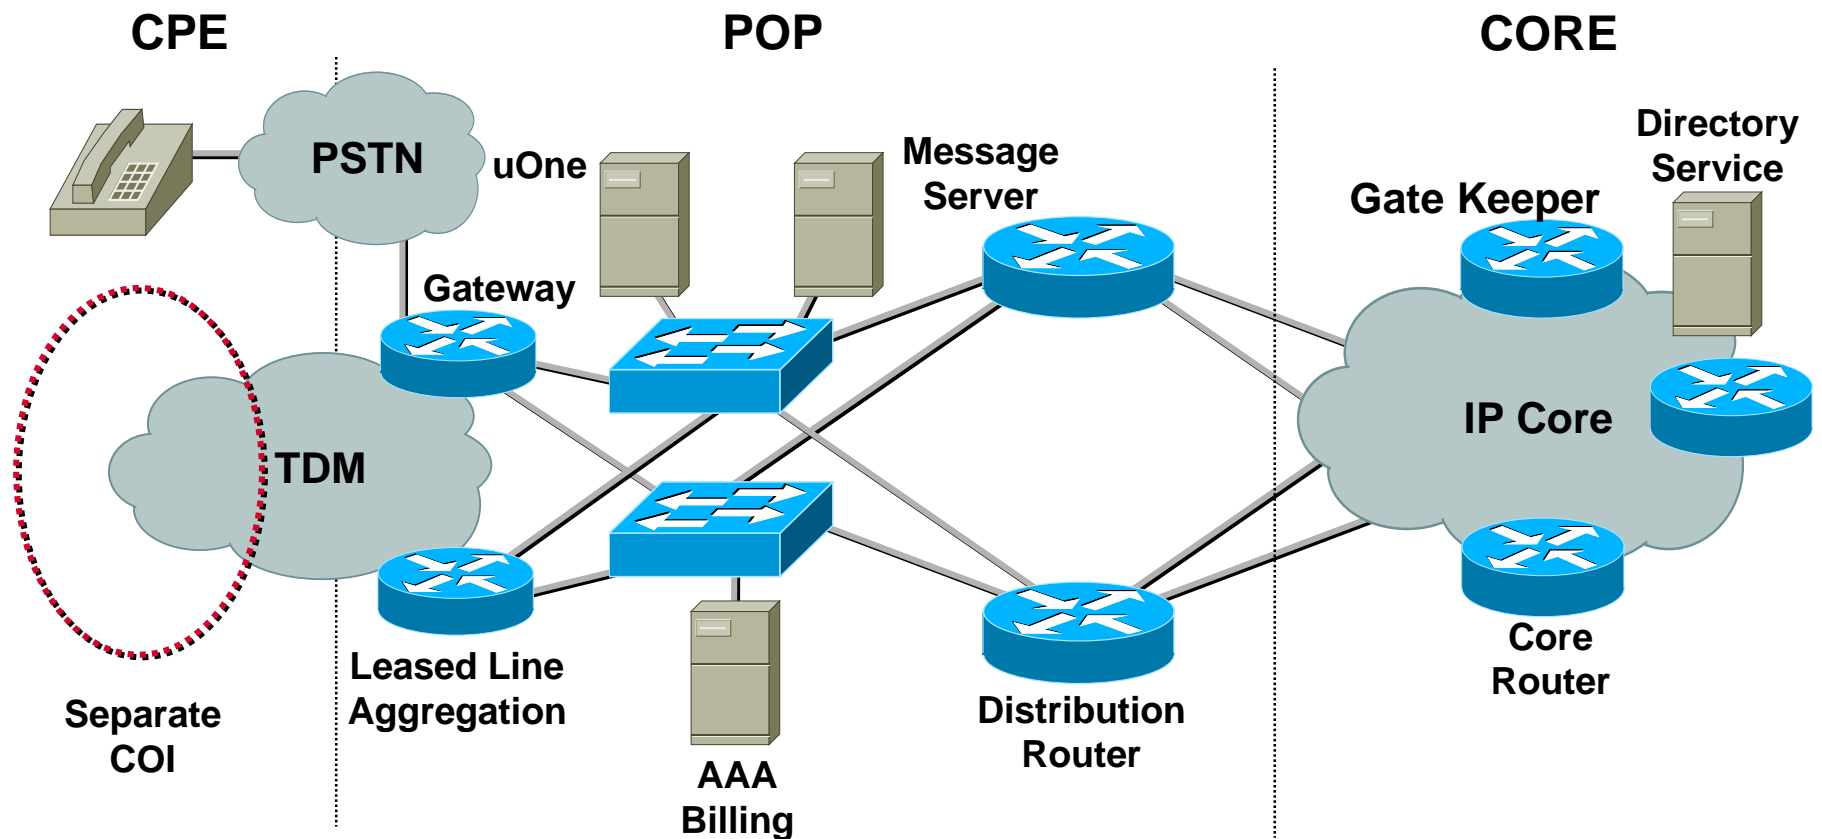 CPE
POP
CORE
PSTN
uOne
Message
Server
Directory
Service
Gate Keeper
Gateway
IP Core
TDM
Leased Line
Aggregation
Separate
COI
AAA
Billing
Distribution
Router
Core
Router